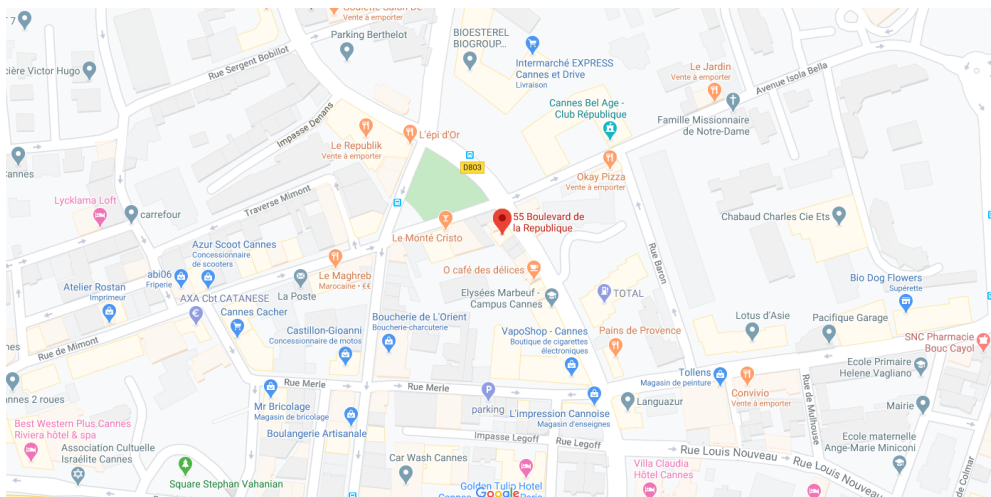 Vente à emporter
Parking Berthelot
BIOESTEREL
BIOGROUP...
Intermarché EXPRESS
Cannes et Drive
Livraison
Le Jardin
Vente à emporter
Avenue Isola Bella
cière Victor Hugo
Rue Sergent Bobillot
Impasse Denans
Cannes Bel Age -
Club République
Famille Missionnaire
de Notre-Dame
L'épi d'Or
Le Republik
Vente à emporter
D803
Okay Pizza
Vente à emporter
annes
Lycklama Loft
carrefour
Traverse Mimont
Le Monté Cristo
55 Boulevard de
la Republique
Chabaud Charles Cie Ets
Rue Baron
Azur Scoot Cannes
Concessionnaire
de scooters
abi06
Friperie
Le Maghreb
Marocaine • €€
La Poste
O café des délices
Atelier Rostan
Imprimeur
AXA Cbt CATANESE
Elysées Marbeuf -
Campus Cannes
TOTAL
Bio Dog Flowers
Supérette
Cannes Cacher
Castillon-Gioanni
Concessionnaire de motos
Boucherie de L'Orient
Boucherie-charcuterie
VapoShop - Cannes
Boutique de cigarettes
électroniques
Pains de Provence
Lotus d'Asie
Pacifique Garage
SNC Pharmacie
Bouc Cayol
Rue de Mimont
nes
Rue Merle
Rue Merle
Tollens
Magasin de peinture
Ecole Primaire
Helene Vagliano
nnes 2 roues
Mr Bricolage
Magasin de bricolage
parking
L'impression Cannoise
Magasin d'enseignes
Languazur
Convivio
Vente à emporter
Rue de Mulhouse
Mairie
Best Western Plus Cannes
Riviera hôtel & spa
Boulangerie Artisanale
Impasse Legoff
Rue Legoff
Rue Louis Nouveau
Rue Louis Nouveau
Ecole maternelle
Ange-Marie Miniconi
Association Cultuelle
Israélite Cannes
Square Stephan Vahanian
Car Wash Cannes
Golden Tulip Hotel
Google
Villa Claudia
Hôtel Cannes
de Colmar